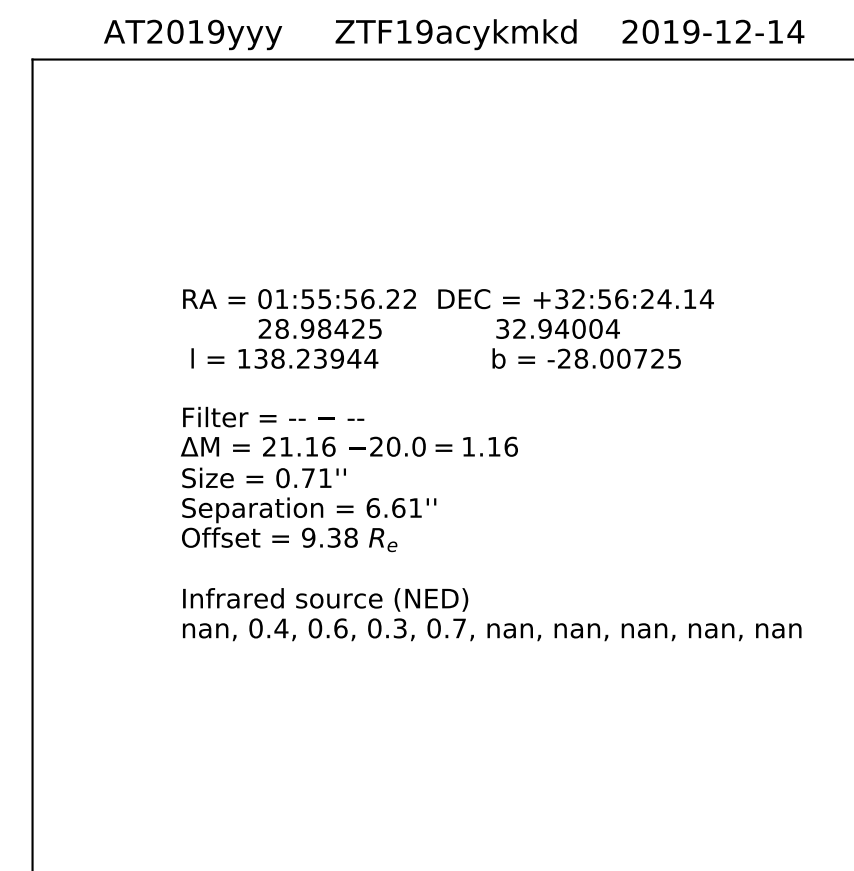 AT2019yyy ZTF19acykmkd 2019-12-14
RA = 01:55:56.22 DEC = +32:56:24.14
28.98425 32.94004
l = 138.23944 b = -28.00725
Filter = -- − --
ΔM = 21.16 −20.0 = 1.16
Size = 0.71''
Separation = 6.61''
Offset = 9.38 Rₑ
Infrared source (NED)
nan, 0.4, 0.6, 0.3, 0.7, nan, nan, nan, nan, nan